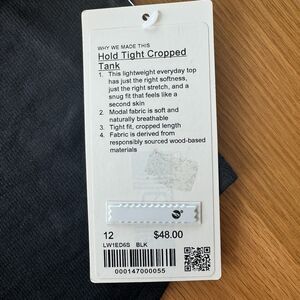 WHY WE MADE THIS
Hold Tight Cropped
Tank
1. This lightweight everyday top
has just the right softness,
just the right stretch, and a
snug fit that feels like a
second skin
2. Modal fabric is soft and
naturally breathable
3. Tight fit, cropped length
4. Fabric is derived from
responsibly sourced wood-based
materials
12 $48.00
LW1ED6S BLK
000147000055